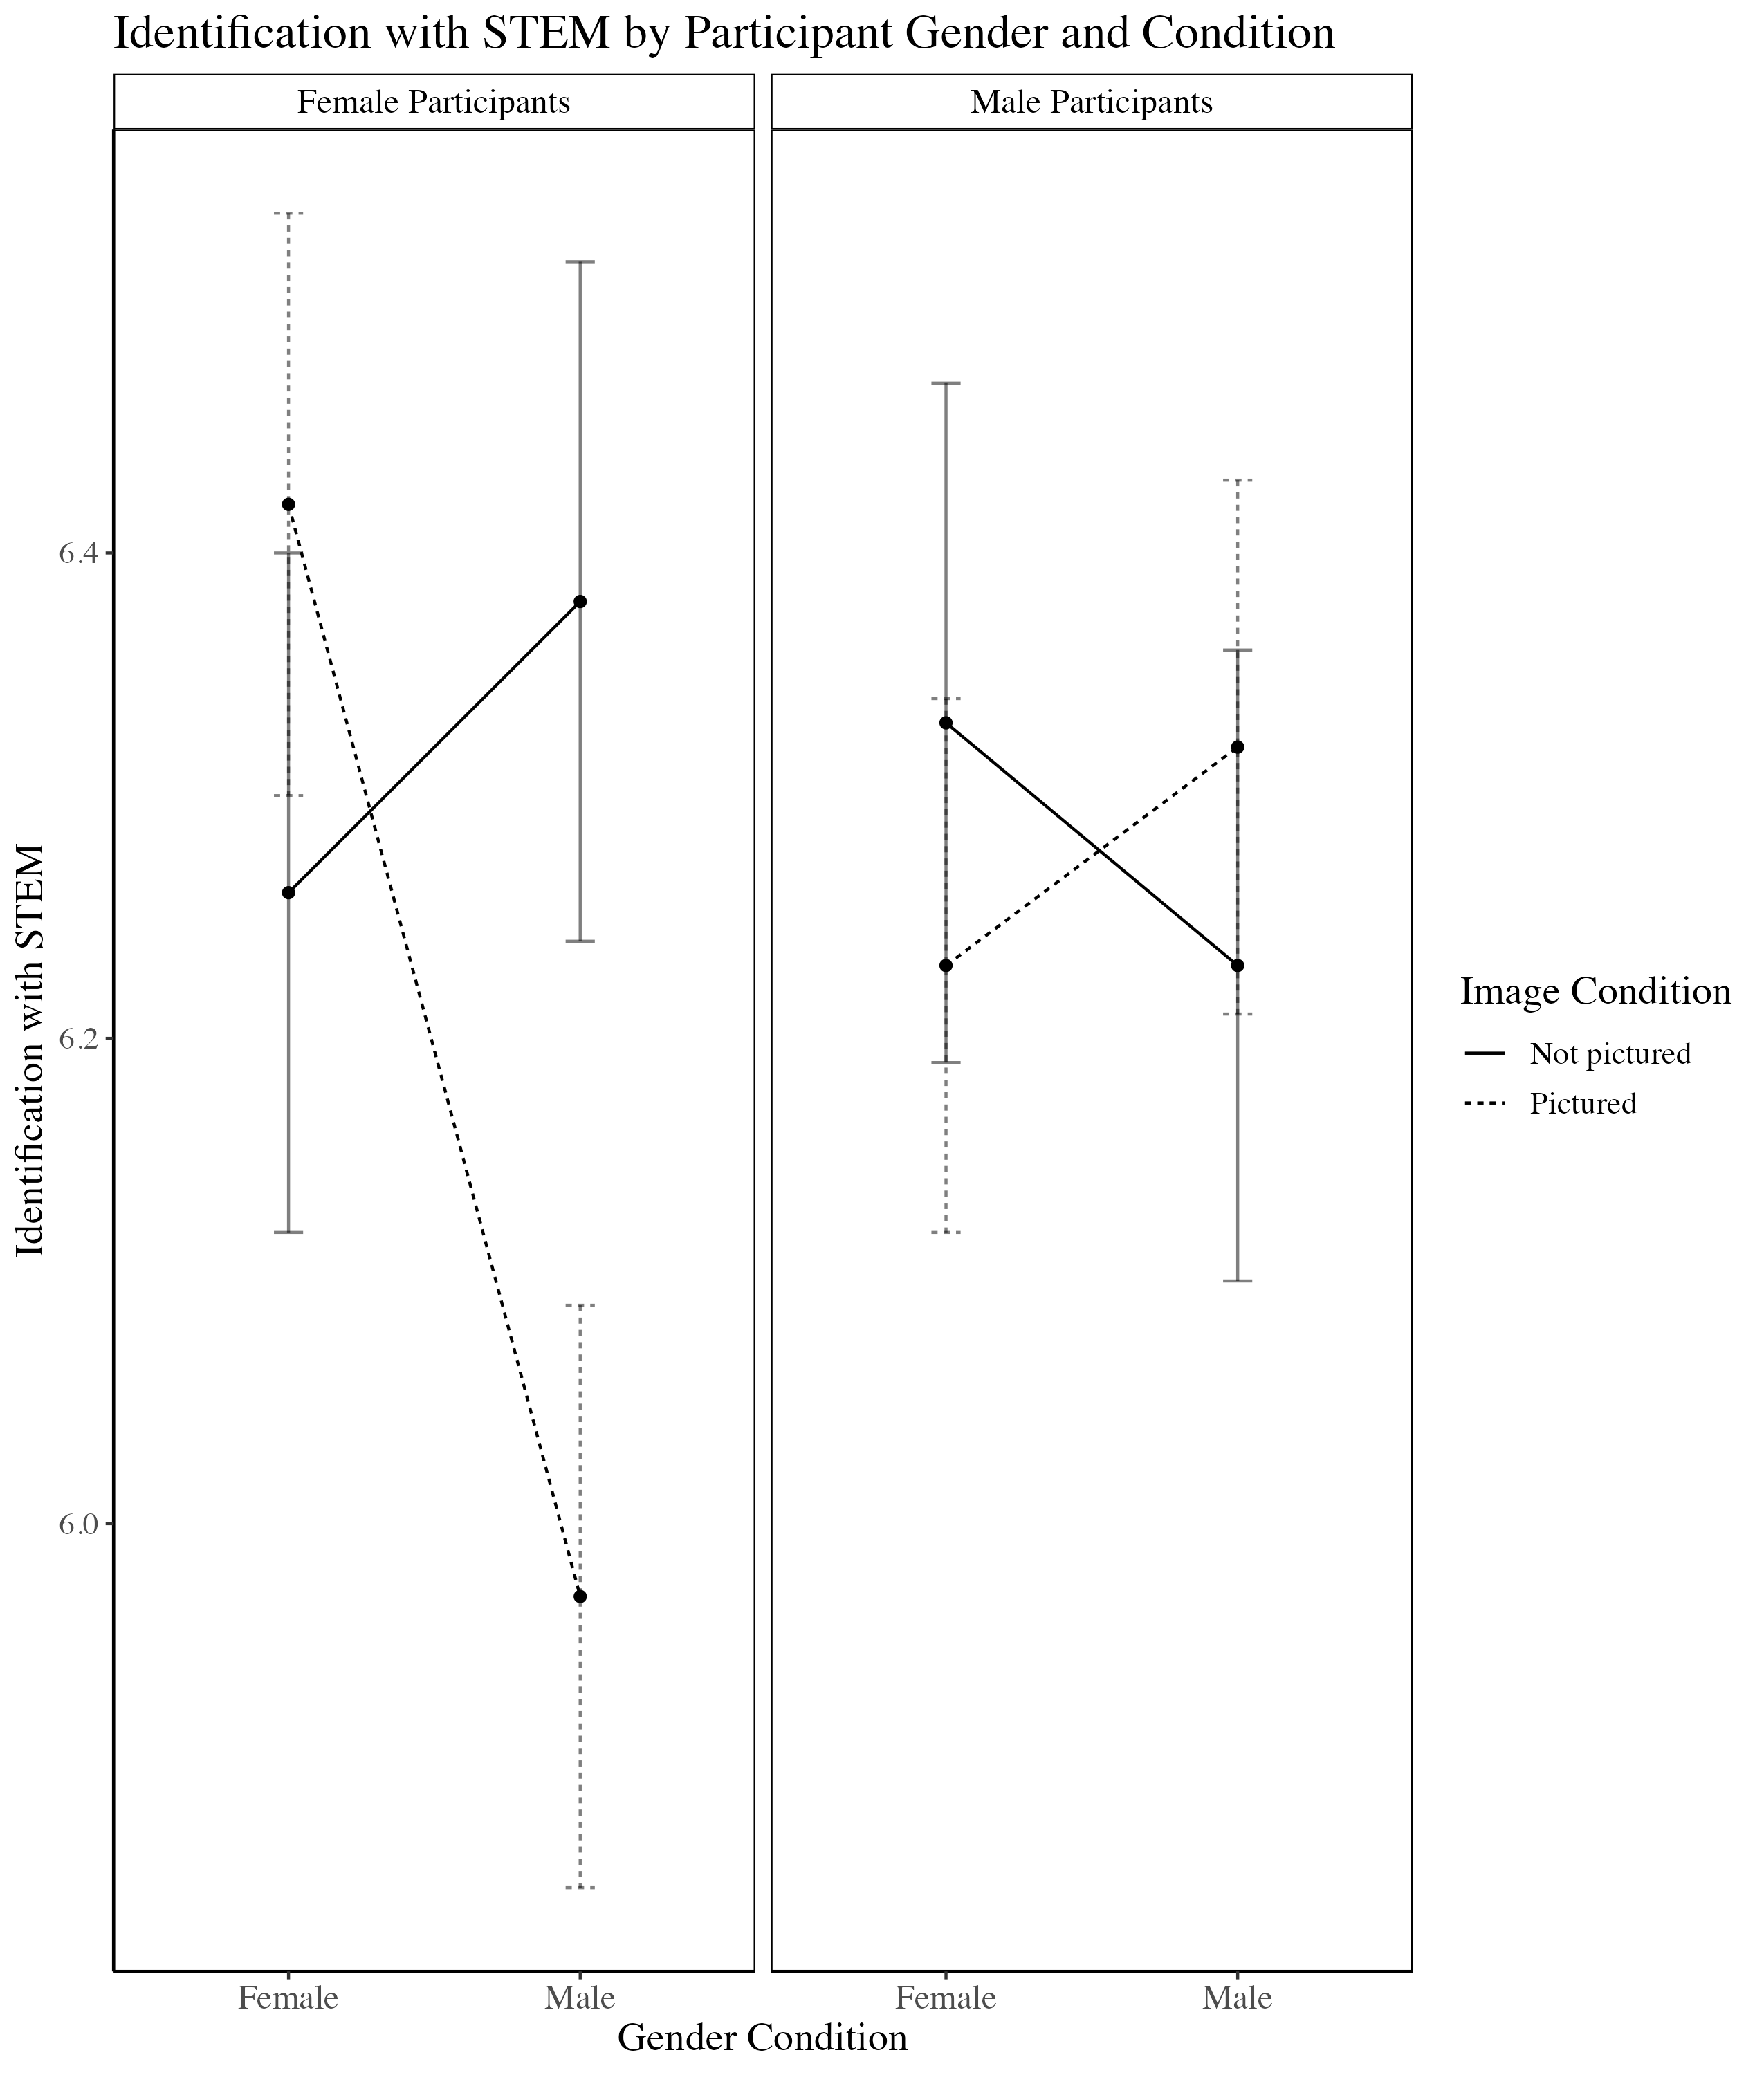 Identification with STEM by Participant Gender and Condition
Female Participants
Male Participants
Identification with STEM
6.4
6.2
6.0
Female
Male
Female
Male
Gender Condition
Image Condition
Not pictured
Pictured